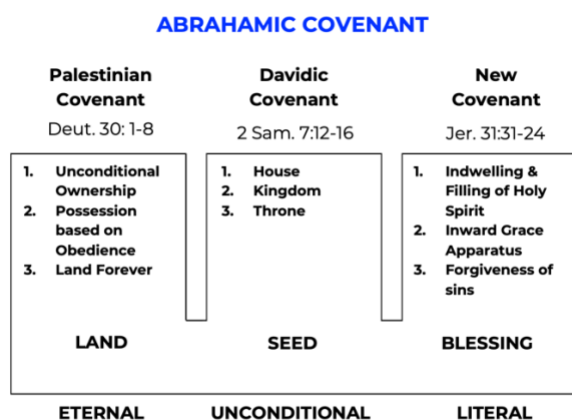 ABRAHAMIC COVENANT
Palestinian
Covenant
Deut. 30: 1-8
Davidic
Covenant
2 Sam. 7:12-16
New
Covenant
Jer. 31:31-24
1. Unconditional
Ownership
2. Possession
based on
Obedience
3. Land Forever
1. House
2. Kingdom
3. Throne
1. Indwelling &
Filling of Holy
Spirit
2. Inward Grace
Apparatus
3. Forgiveness of
sins
LAND
SEED
BLESSING
ETERNAL
UNCONDITIONAL
LITERAL